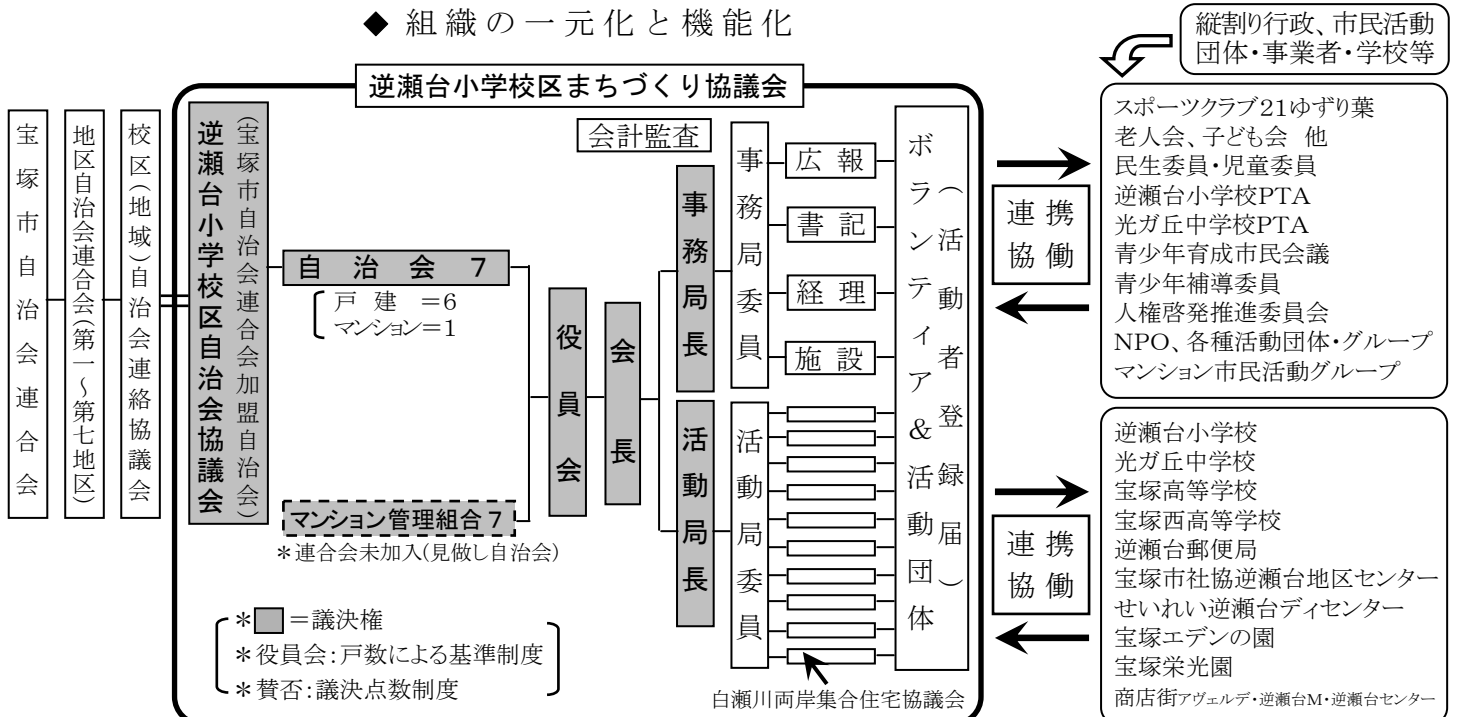 ◆ 組織の一元化と機能化
縦割り行政、市民活動
団体・事業者・学校等
逆瀬台小学校区まちづくり協議会
宝塚市自治会連合会
地区自治会連合会(第一～第七地区)
校区(地域)自治会連絡協議会
逆瀬台小学校区自治会協議会
(宝塚市自治会連合会加盟自治会)
自治会7
戸建=6
マンション=1
マンション管理組合7
*連合会未加入(見做し自治会)
*■=議決権
*役員会:戸数による基準制度
*賛否:議決点数制度
役員会
会長
会計監査
事務局長
活動局長
事務局委員
活動局委員
広報
書記
経理
施設
白瀬川両岸集合住宅協議会
ボランティア&活動団体
(活動者登録届)
連携
協働
スポーツクラブ21ゆずり葉
老人会、子ども会 他
民生委員・児童委員
逆瀬台小学校PTA
光ガ丘中学校PTA
青少年育成市民会議
青少年補導委員
人権啓発推進委員会
NPO、各種活動団体・グループ
マンション市民活動グループ
連携
協働
逆瀬台小学校
光ガ丘中学校
宝塚高等学校
宝塚西高等学校
逆瀬台郵便局
宝塚市社協逆瀬台地区センター
せいれい逆瀬台ディセンター
宝塚エデンの園
宝塚栄光園
商店街アヴェルデ・逆瀬台M・逆瀬台センター